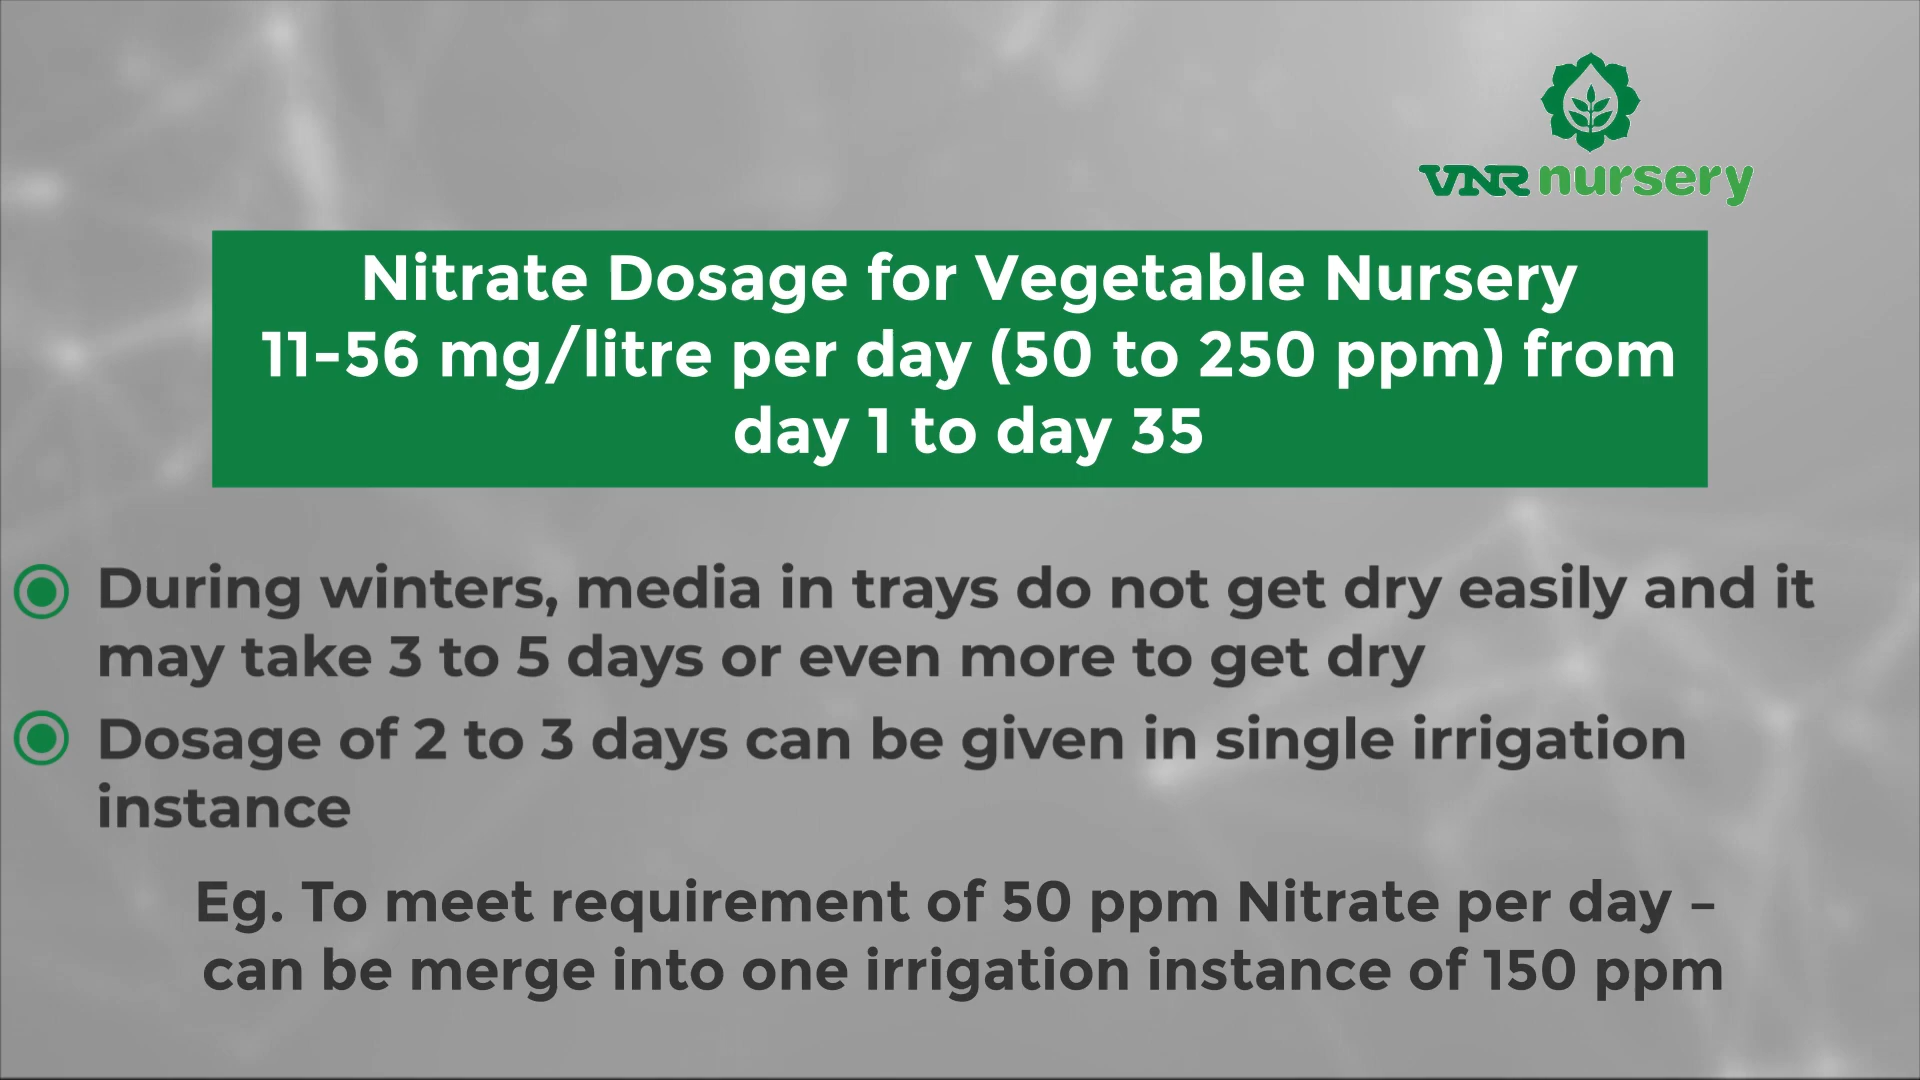 VNR nursery
Nitrate Dosage for Vegetable Nursery
11-56 mg/litre per day (50 to 250 ppm) from
day 1 to day 35
During winters, media in trays do not get dry easily and it
may take 3 to 5 days or even more to get dry
Dosage of 2 to 3 days can be given in single irrigation
instance
Eg. To meet requirement of 50 ppm Nitrate per day –
can be merge into one irrigation instance of 150 ppm